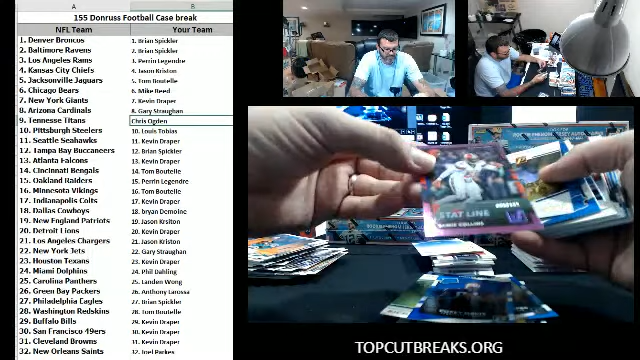 A B
155 Donruss Football Case break
NFL Team Your Team
1. Denver Broncos 1. Brian Spickler
2. Baltimore Ravens 2. Brian Spickler
3. Los Angeles Rams 3. Perrin Legendre
4. Kansas City Chiefs 4. Jason Kriston
5. Jacksonville Jaguars 5. Tom Boutelle
6. Chicago Bears 6. Mike Reed
7. New York Giants 7. Kevin Draper
8. Arizona Cardinals 8. Gary Straughan
9. Tennesse Titans Chris Ogden
10. Pittsburgh Steelers 10. Louis Tobias
11. Seattle Seahawks 11. Kevin Draper
12. Tampa Bay Buccaneers 12. Brian Spickler
13. Atlanta Falcons 13. Kevin Draper
14. Cincinnati Bengals 14. Tom Boutelle
15. Oakland Raiders 15. Perrin Legendre
16. Minnesota Vikings 16. Tom Boutelle
17. Indianapolis Colts 17. Kevin Draper
18. Dallas Cowboys 18. bryan Demoine
19. New England Patriots 19. Jason Kriston
20. Detroit Lions 20. Kevin Draper
21. Los Angeles Chargers 21. Jason Kriston
22. New York Jets 22. Gary Straughan
23. Houston Texans 23. Kevin Draper
24. Miami Dolphins 24. Phil Dahling
25. Carolina Panthers 25. Landen Wong
26. Green Bay Packers 26. Anthony Larossa
27. Philadelphia Eagles 27. Brian Spickler
28. Washington Redskins 28. Tom Boutelle
29. Buffalo Bills 29. Kevin Draper
30. San Francisco 49ers 30. Kevin Draper
31. Cleveland Browns 31. Kevin Draper
32. New Orleans Saints 32. Joel Parkes
STAT LINE
JAMIE COLLINS
TOPCUTBREAKS.ORG